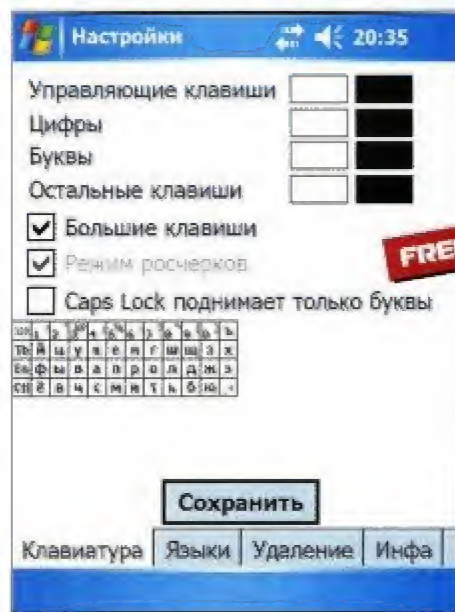 Настройки 20:35
Управляющие клавиши
Цифры
Буквы
Остальные клавиши
Большие клавиши
FREE
Режим росчерков
Caps Lock поднимает только буквы
Сохранить
Клавиатура Языки Удаление Инфа